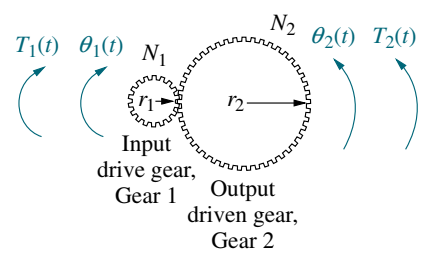 T₁(t) θ₁(t) N₁ N₂ θ₂(t) T₂(t)
r₁ r₂
Input
drive gear,
Gear 1
Output
driven gear,
Gear 2